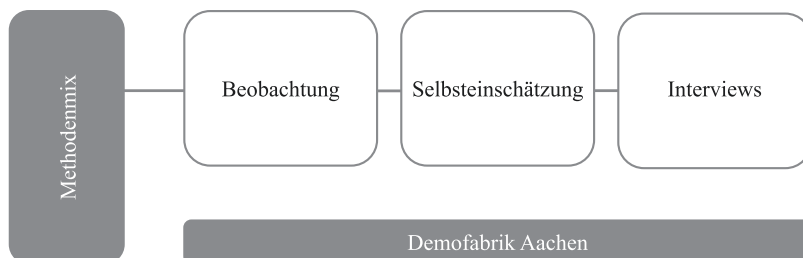 Methodenmix
Beobachtung
Selbsteinschätzung
Interviews
Demofabrik Aachen